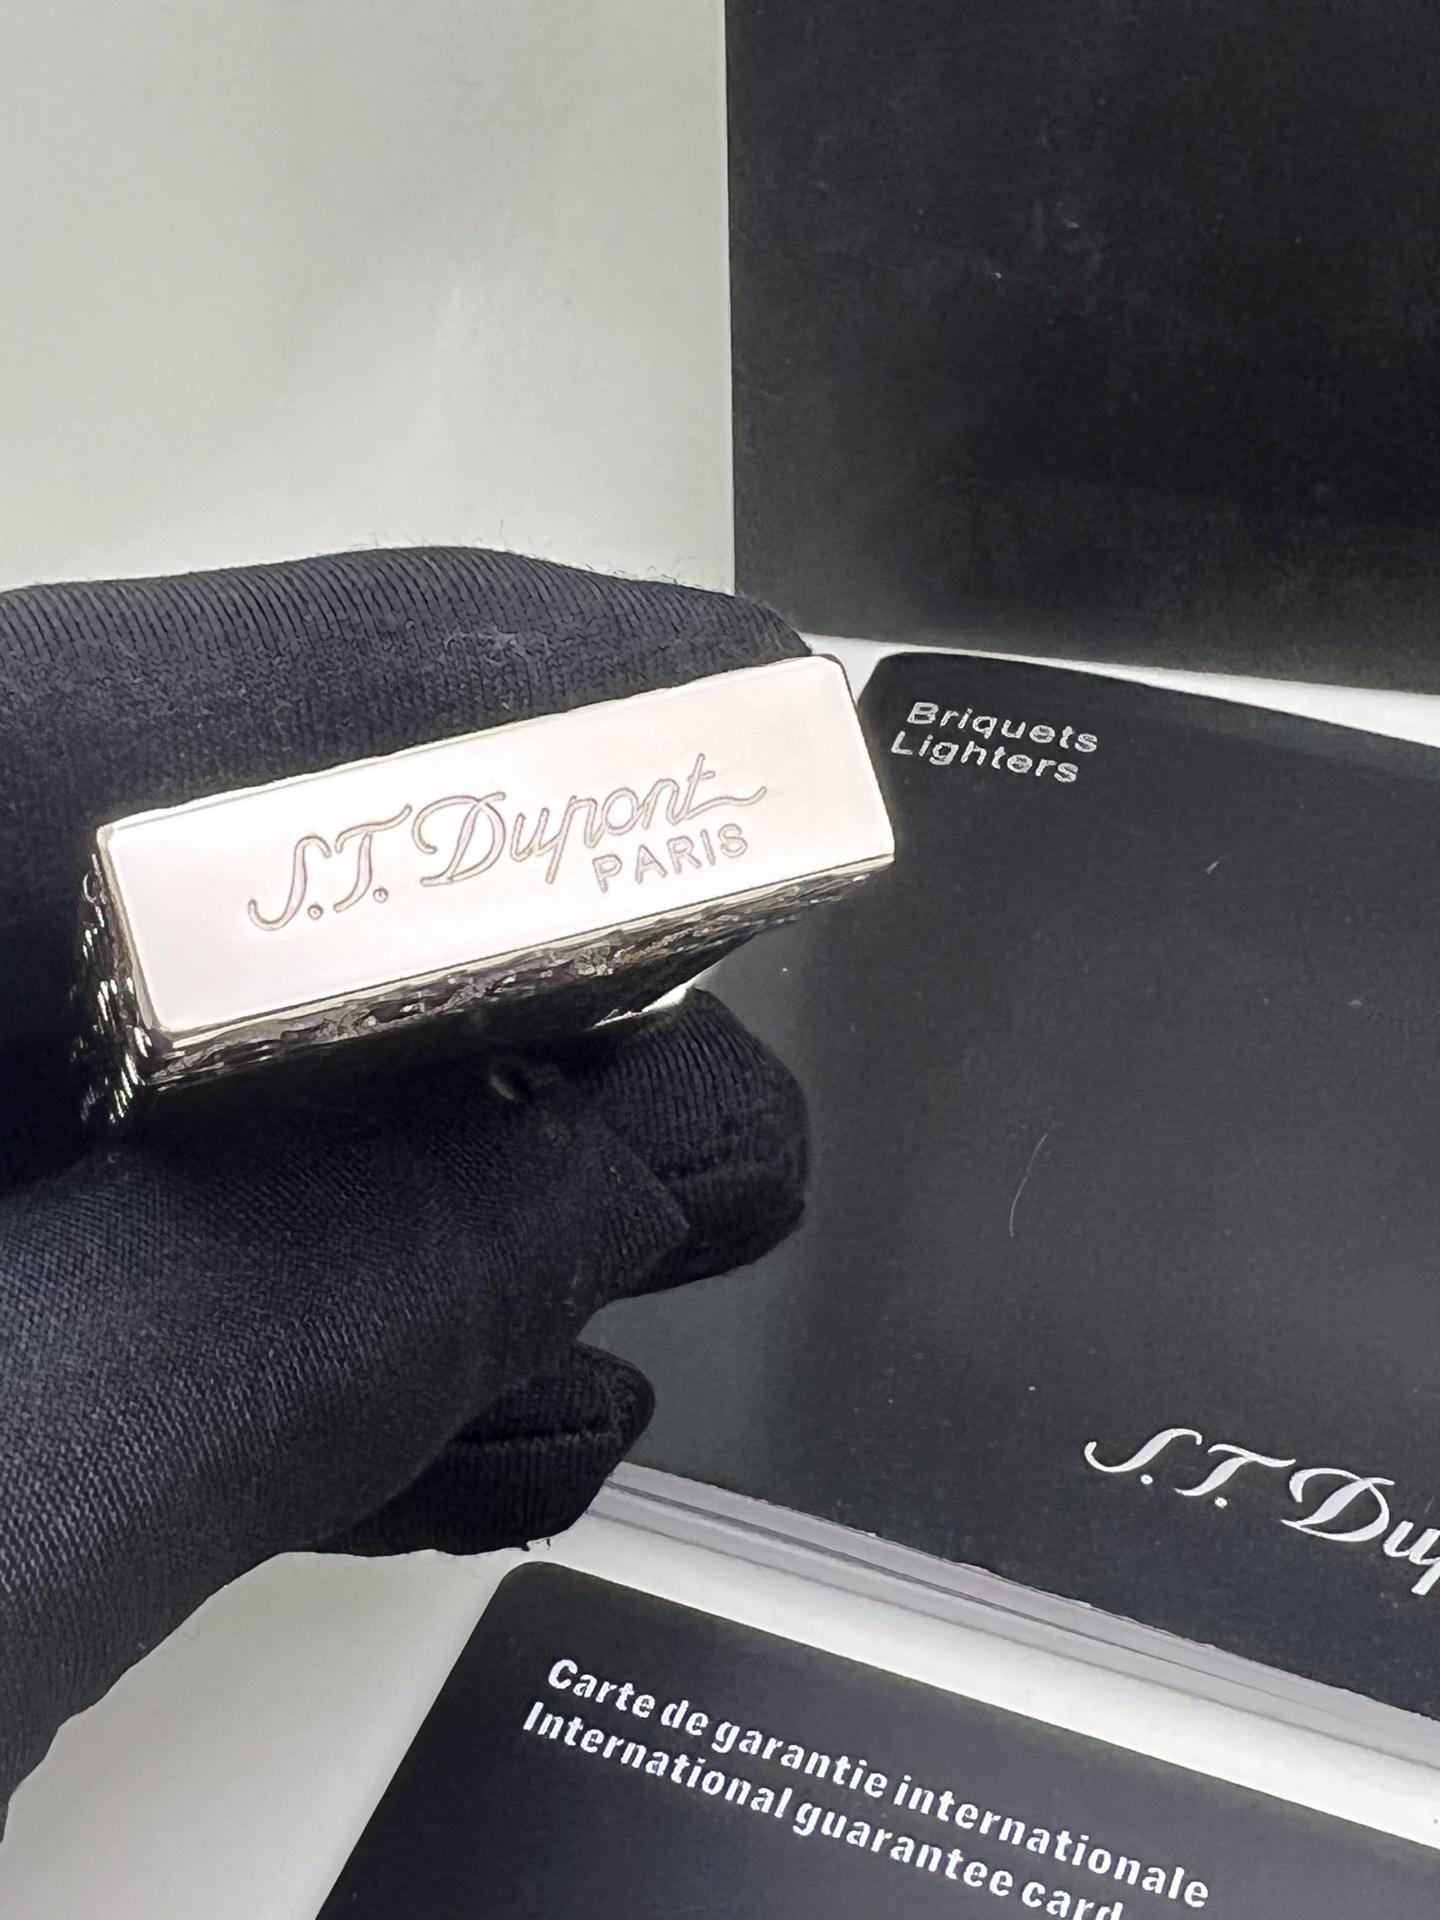 S.T. Dupont
PARIS
Briquets
Lighters
S.T. Dup
Carte de garantie internationale
International guarantee card